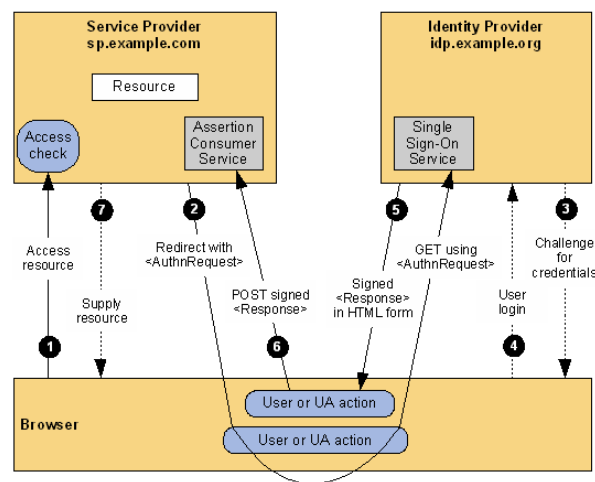 Service Provider
sp.example.com
Identity Provider
idp.example.org
Resource
Access
check
Assertion
Consumer
Service
Single
Sign-On
Service
7
2
5
3
Access
resource
Redirect with
<AuthnRequest>
GET using
<AuthnRequest>
Challenge
for
credentials
Supply
resource
POST signed
<Response>
Signed
<Response>
in HTML form
User
login
1
6
4
User or UA action
Browser
User or UA action